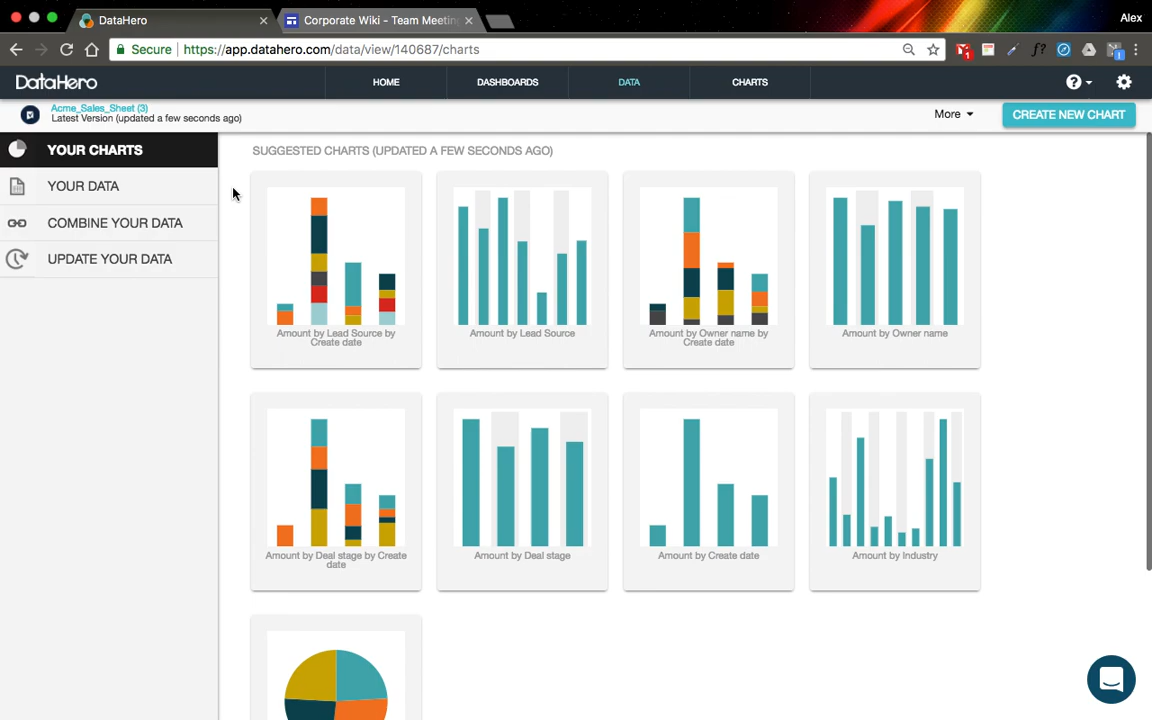 DataHero
Corporate Wiki - Team Meeting
Alex
Secure
https://app.datahero.com/data/view/140687/charts
1
f?
1
DataHero
HOME
DASHBOARDS
DATA
CHARTS
?
Acme_Sales_Sheet (3)
Latest Version (updated a few seconds ago)
More
CREATE NEW CHART
YOUR CHARTS
YOUR DATA
COMBINE YOUR DATA
UPDATE YOUR DATA
SUGGESTED CHARTS (UPDATED A FEW SECONDS AGO)
Amount by Lead Source by
Create date
Amount by Lead Source
Amount by Owner name by
Create date
Amount by Owner name
Amount by Deal stage by Create
date
Amount by Deal stage
Amount by Create date
Amount by Industry